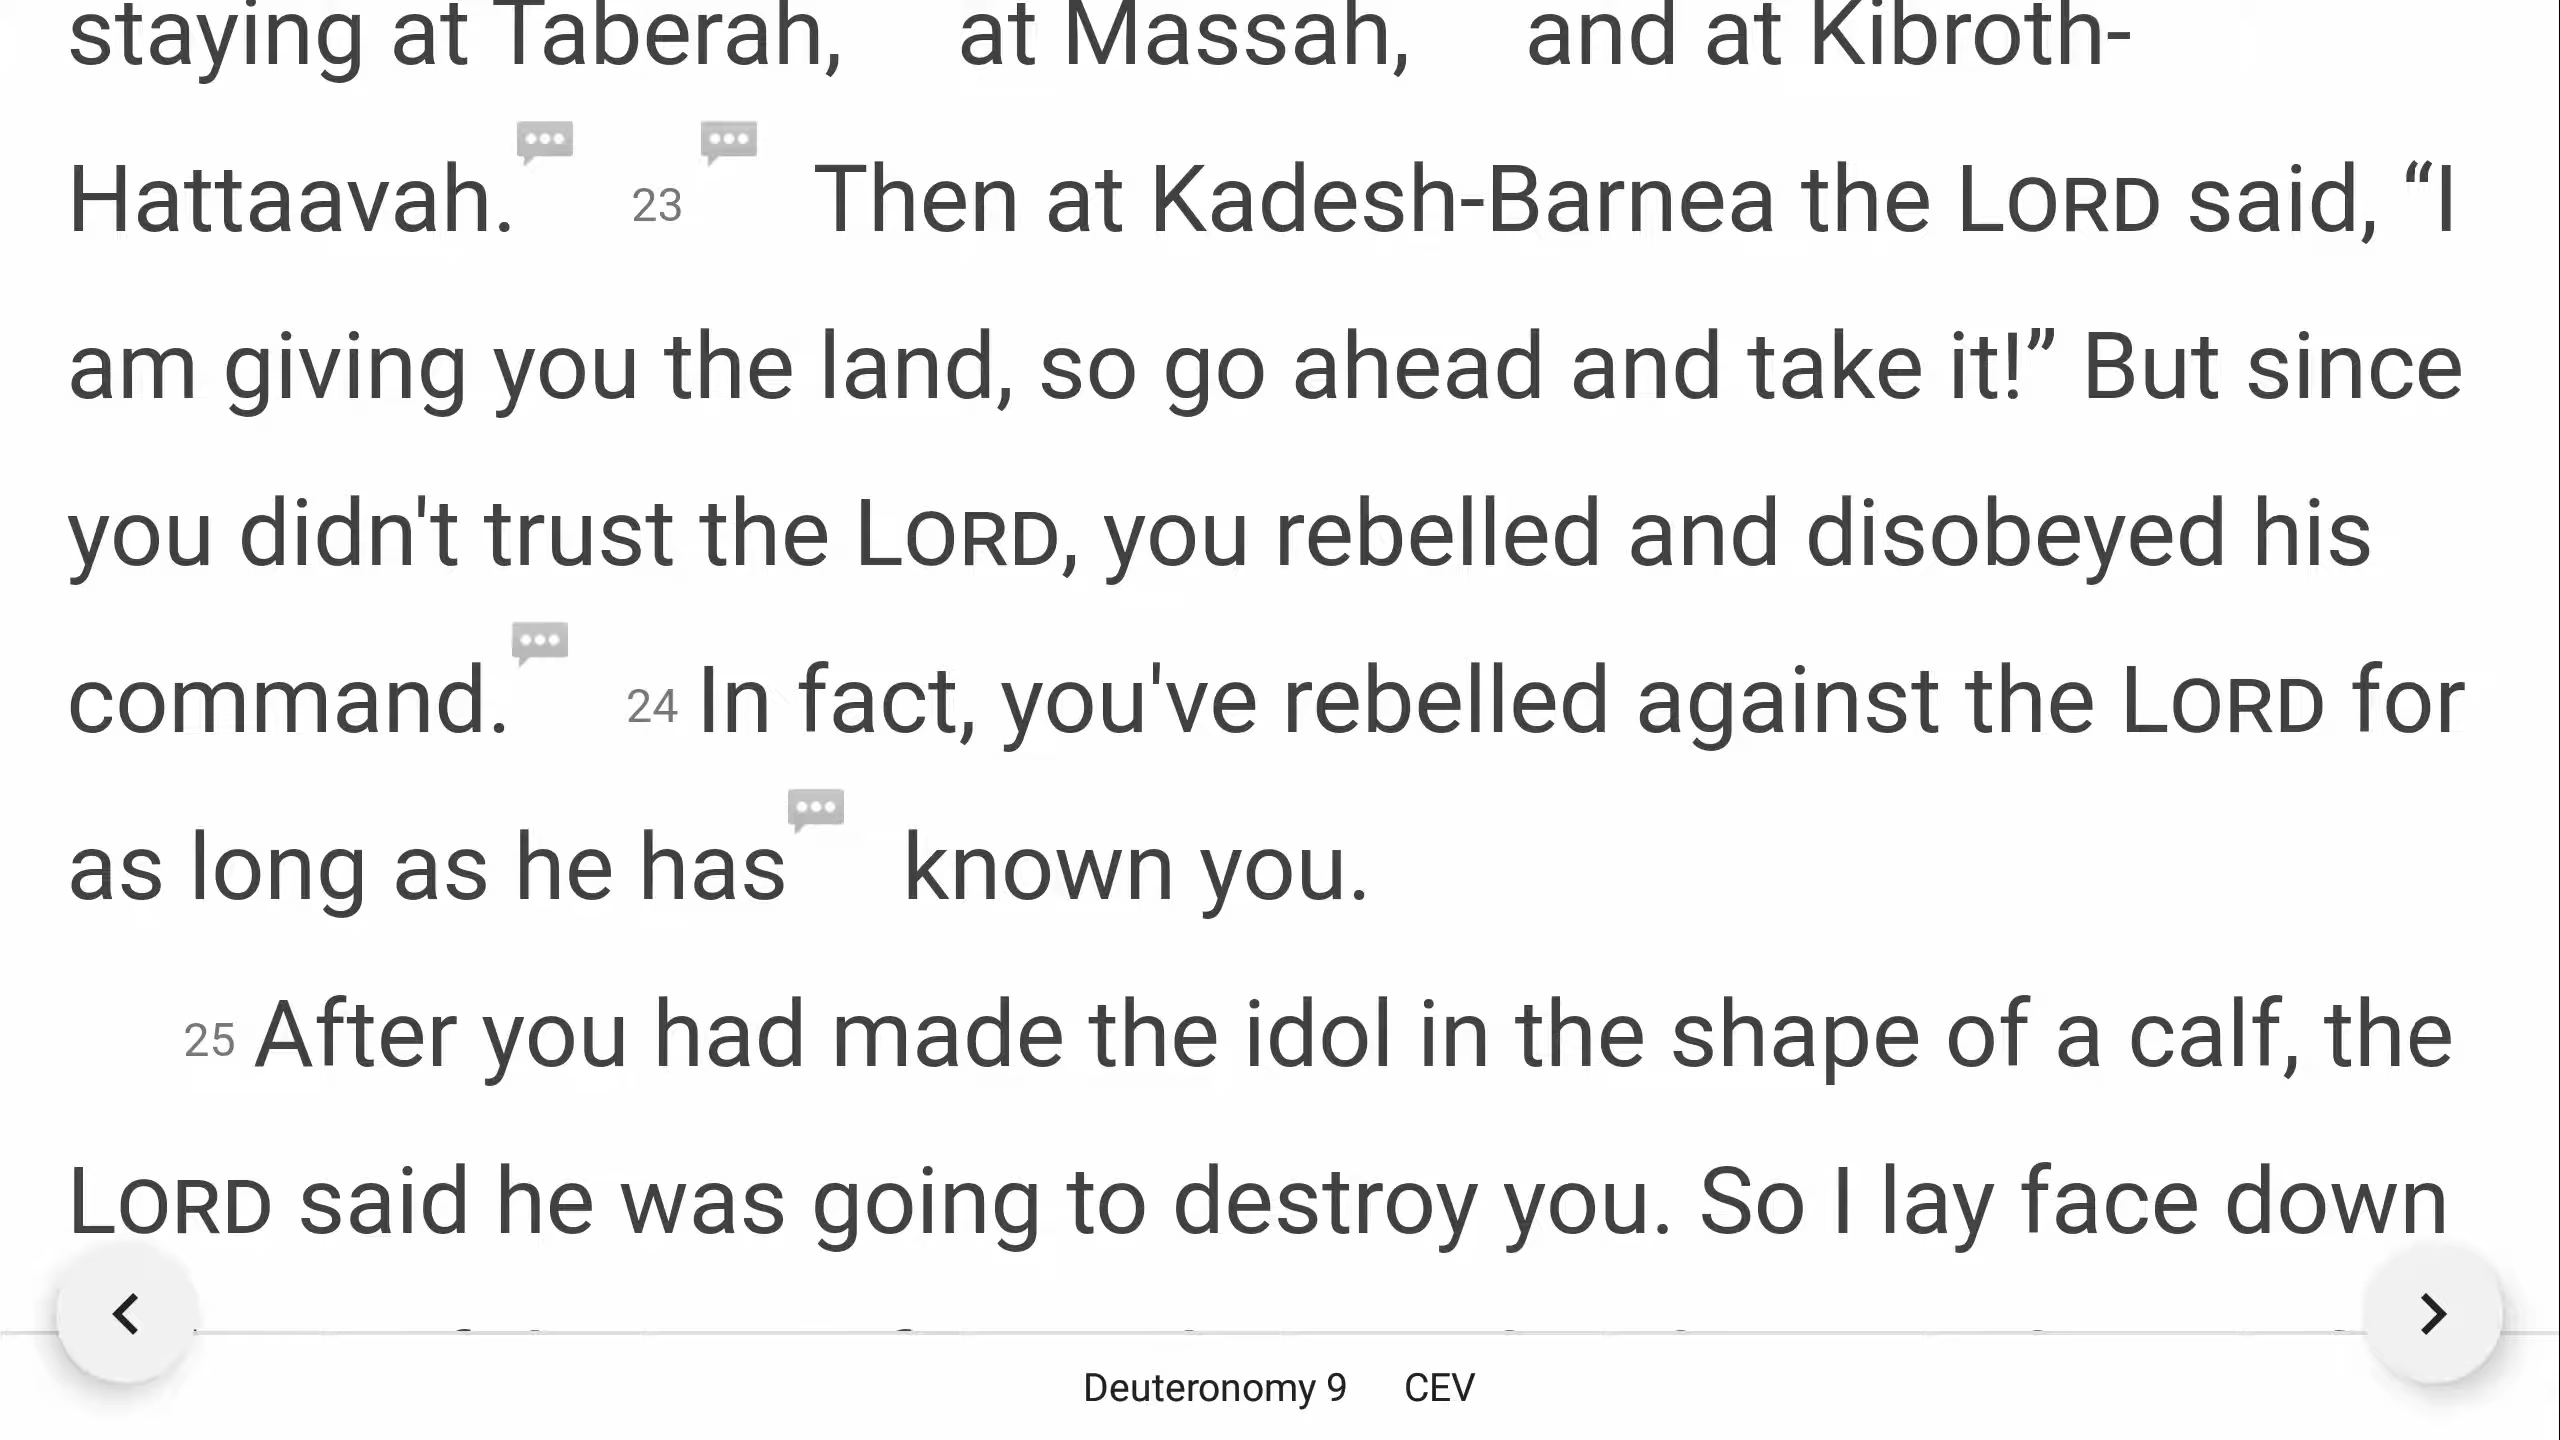 staying at Taberah, at Massah, and at Kibroth-
Hattaavah. 23 Then at Kadesh-Barnea the LORD said, “I
am giving you the land, so go ahead and take it!” But since
you didn't trust the LORD, you rebelled and disobeyed his
command. 24 In fact, you've rebelled against the LORD for
as long as he has known you.
25 After you had made the idol in the shape of a calf, the
LORD said he was going to destroy you. So I lay face down
Deuteronomy 9 CEV